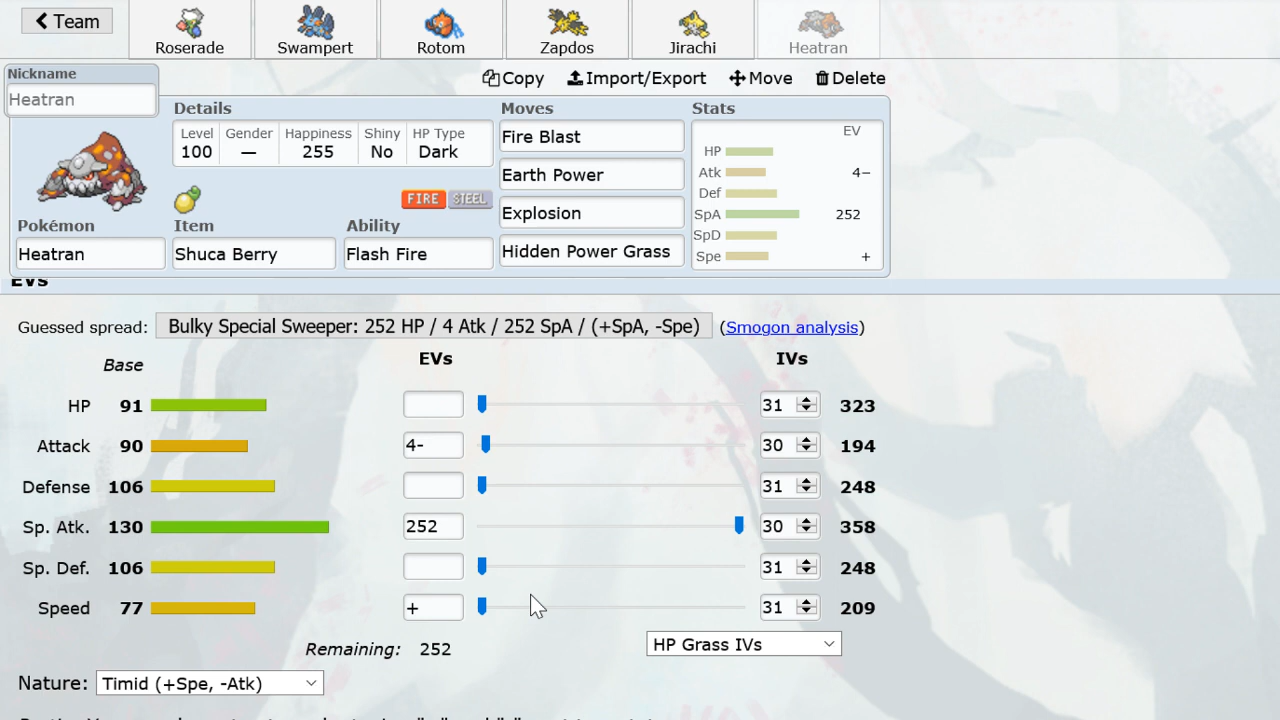 Team
Roserade
Swampert
Rotom
Zapdos
Jirachi
Heatran
Nickname
Heatran
Copy
Import/Export
Move
Delete
Details
Level
100
Gender
—
Happiness
255
Shiny
No
HP Type
Dark
FIRE STEEL
Pokémon
Heatran
Item
Shuca Berry
Ability
Flash Fire
Moves
Fire Blast
Earth Power
Explosion
Hidden Power Grass
Stats
EV
HP
Atk 4−
Def
SpA 252
SpD
Spe +
EVs
Guessed spread: Bulky Special Sweeper: 252 HP / 4 Atk / 252 SpA / (+SpA, -Spe) (Smogon analysis)
Base EVs IVs
HP 91 31 323
Attack 90 4- 30 194
Defense 106 31 248
Sp. Atk. 130 252 30 358
Sp. Def. 106 31 248
Speed 77 + 31 209
Remaining: 252 HP Grass IVs
Nature: Timid (+Spe, -Atk)